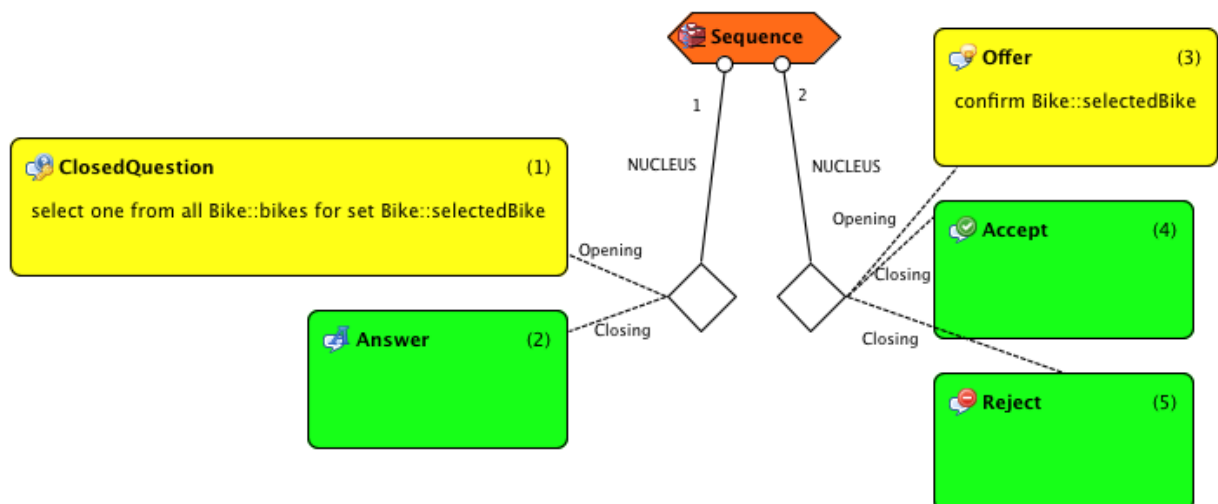 Sequence
1
2
NUCLEUS
NUCLEUS
ClosedQuestion (1)
select one from all Bike::bikes for set Bike::selectedBike
Opening
Closing
Answer (2)
Offer (3)
confirm Bike::selectedBike
Opening
Closing
Accept (4)
Closing
Reject (5)